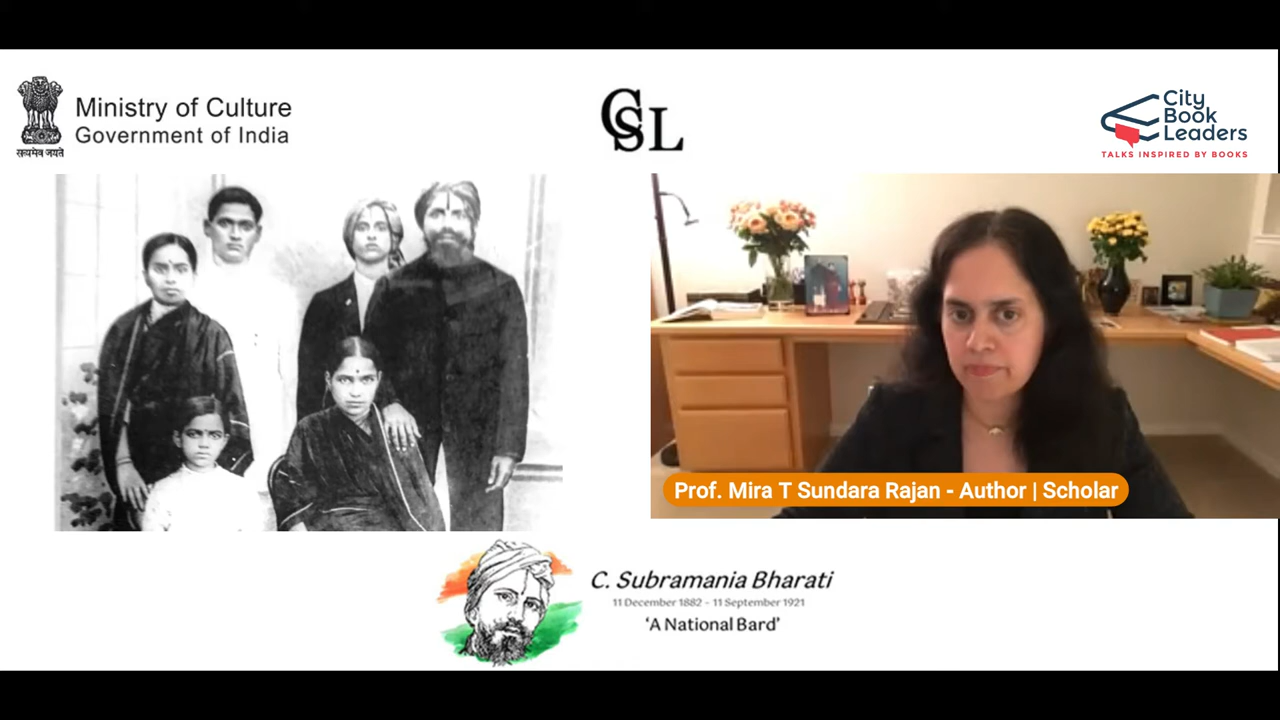 Ministry of Culture
Government of India
सत्यमेव जयते
CSL
City
Book
Leaders
TALKS INSPIRED BY BOOKS
Prof. Mira T Sundara Rajan - Author | Scholar
C. Subramania Bharati
11 December 1882 - 11 September 1921
'A National Bard'